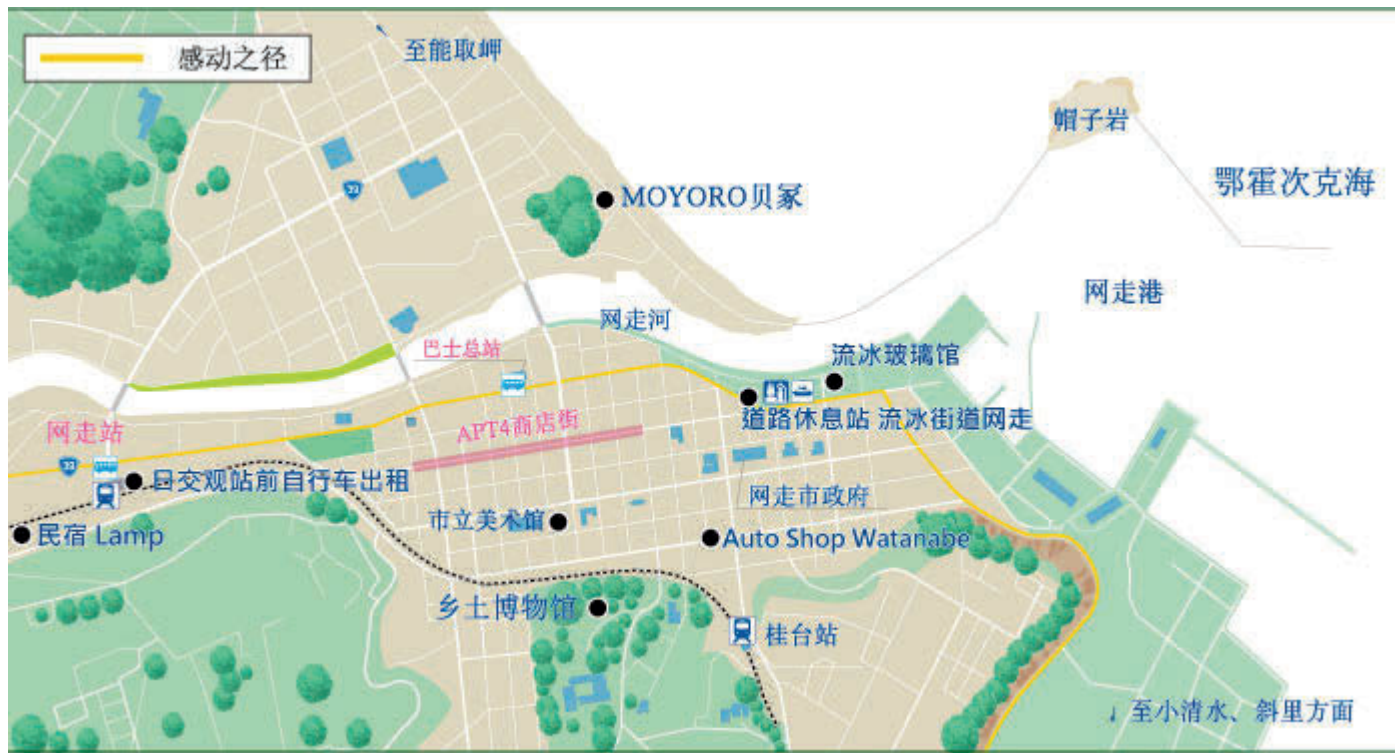 感动之径
至能取岬
帽子岩
鄂霍次克海
39
MOYORO贝冢
网走港
网走河
巴士总站
流冰玻璃馆
道路休息站 流冰街道网走
APT4商店街
网走站
39
日交观站前自行车出租
网走市政府
市立美术馆
民宿 Lamp
Auto Shop Watanabe
乡土博物馆
桂台站
↓至小清水、斜里方面